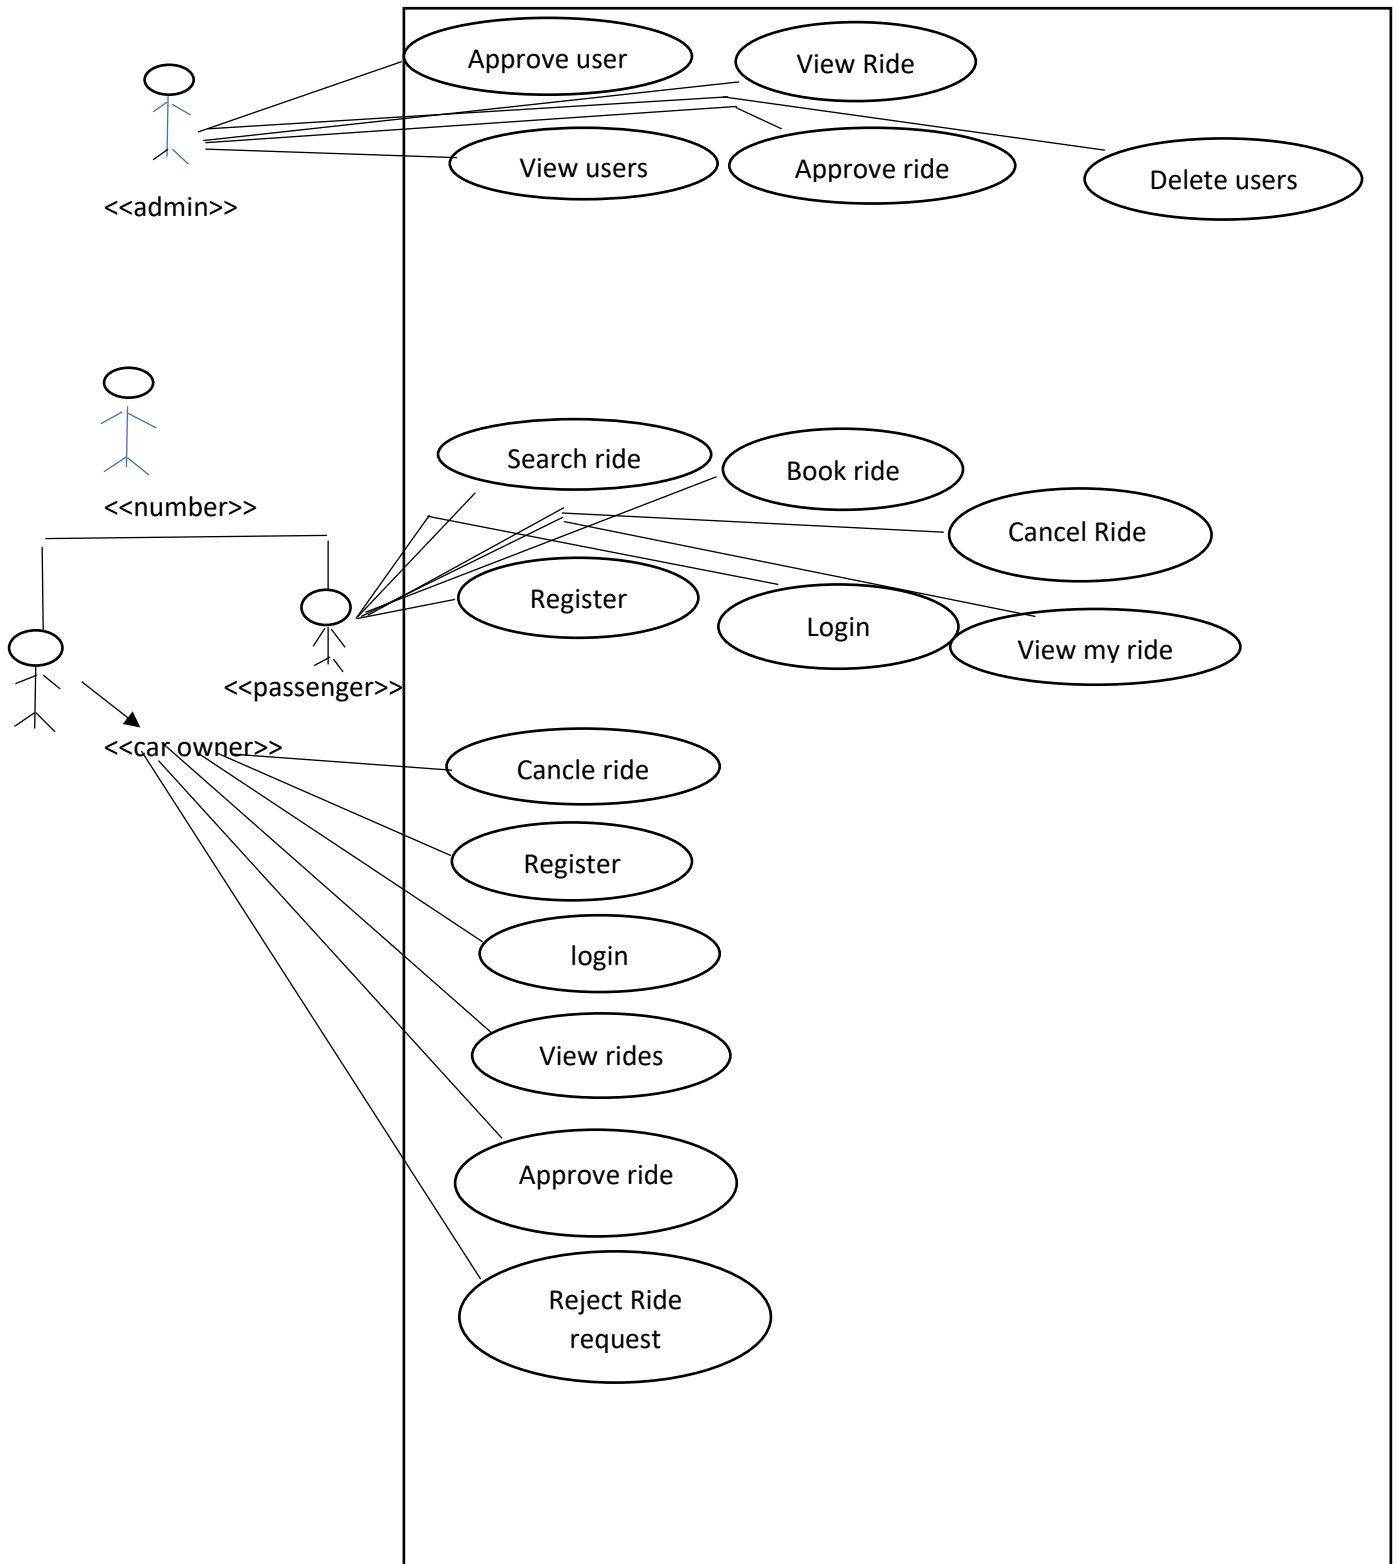 Approve user
View Ride
View users
Approve ride
Delete users
<<admin>>
Search ride
Book ride
<<number>>
Cancel Ride
Register
Login
View my ride
<<passenger>>
<<car owner>>
Cancle ride
Register
login
View rides
Approve ride
Reject Ride
request